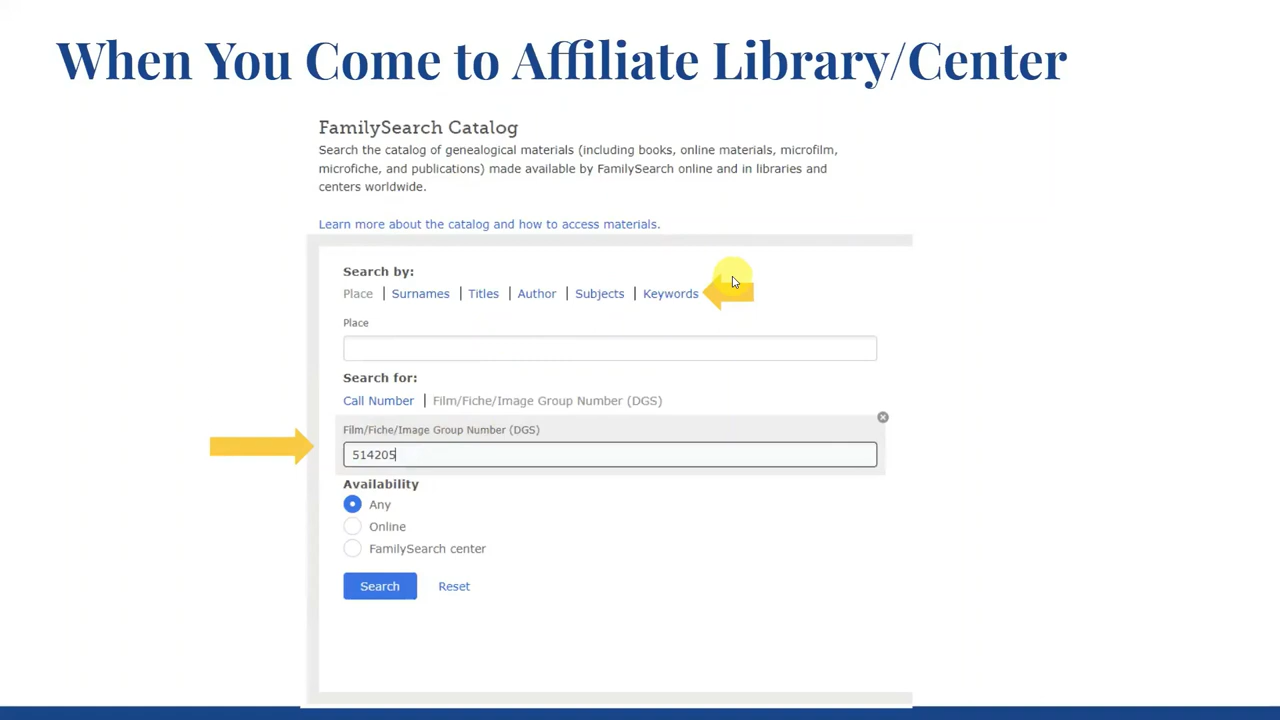 When You Come to Affiliate Library/Center
FamilySearch Catalog
Search the catalog of genealogical materials (including books, online materials, microfilm,
microfiche, and publications) made available by FamilySearch online and in libraries and
centers worldwide.
Learn more about the catalog and how to access materials.
Search by:
Place | Surnames | Titles | Author | Subjects | Keywords
Place
Search for:
Call Number | Film/Fiche/Image Group Number (DGS)
Film/Fiche/Image Group Number (DGS)
514205
Availability
Any
Online
FamilySearch center
Search Reset